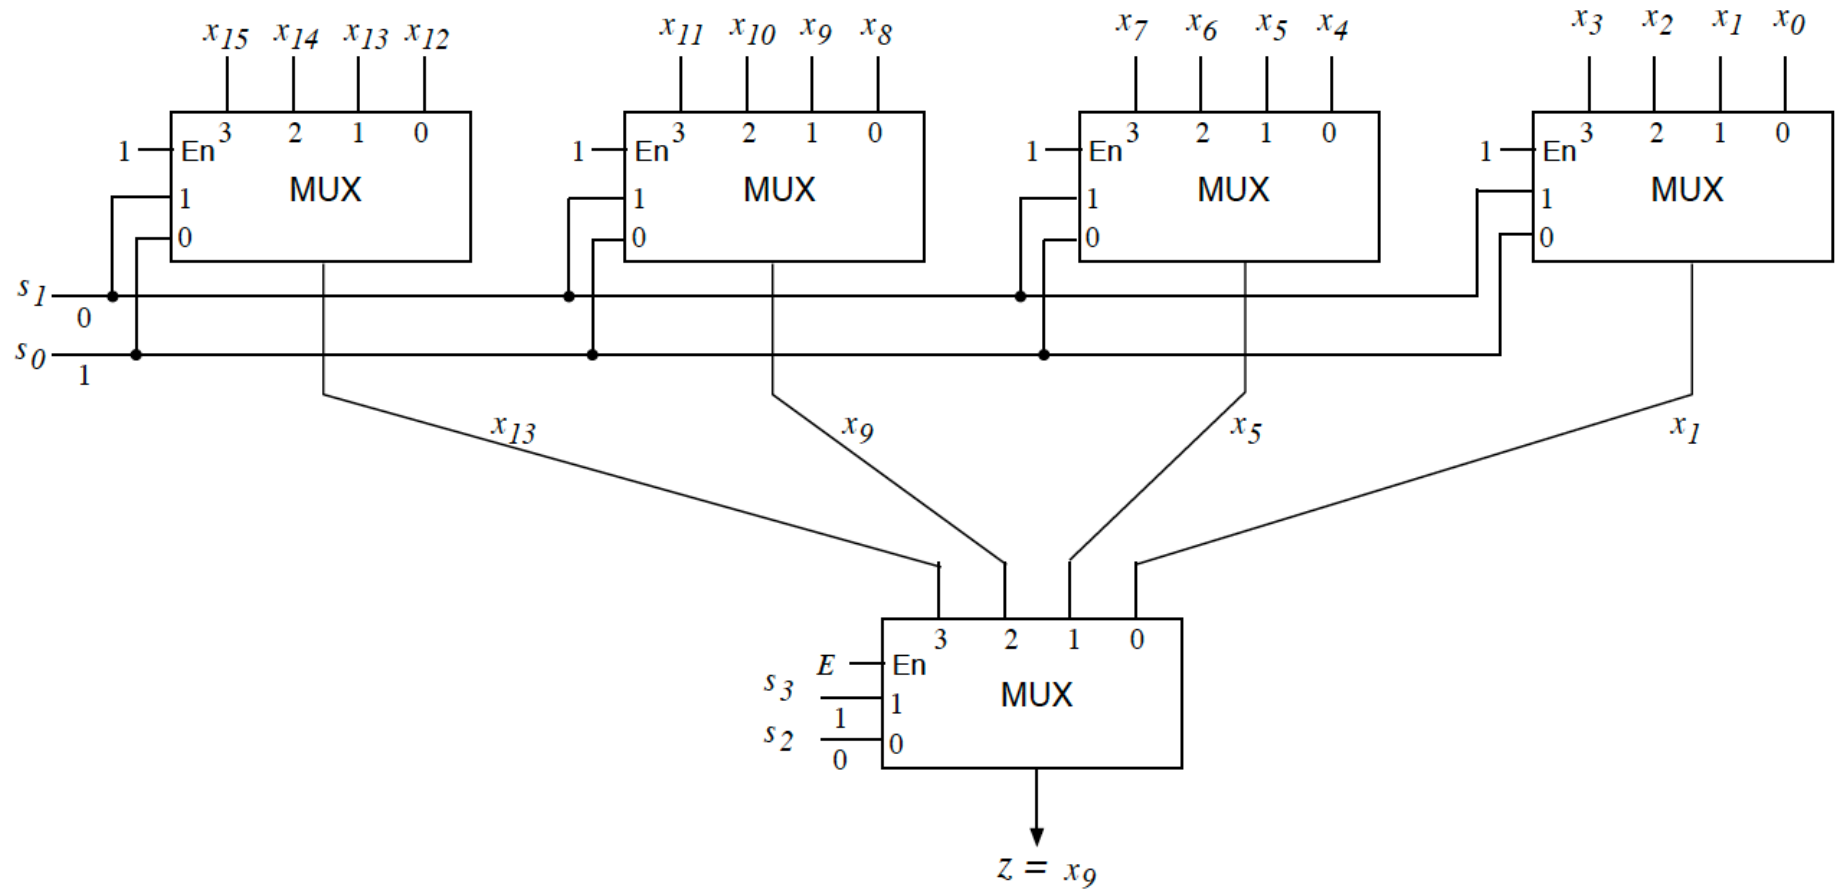 x15 x14 x13 x12 x11 x10 x9 x8 x7 x6 x5 x4 x3 x2 x1 x0
3 2 1 0 3 2 1 0 3 2 1 0 3 2 1 0
1 En 1 En 1 En 1 En
MUX MUX MUX MUX
1 1 1 1
0 0 0 0
s1
0
s0
1
x13 x9 x5 x1
3 2 1 0
E En
s3 1 MUX
1
s2 0
0
z = x9